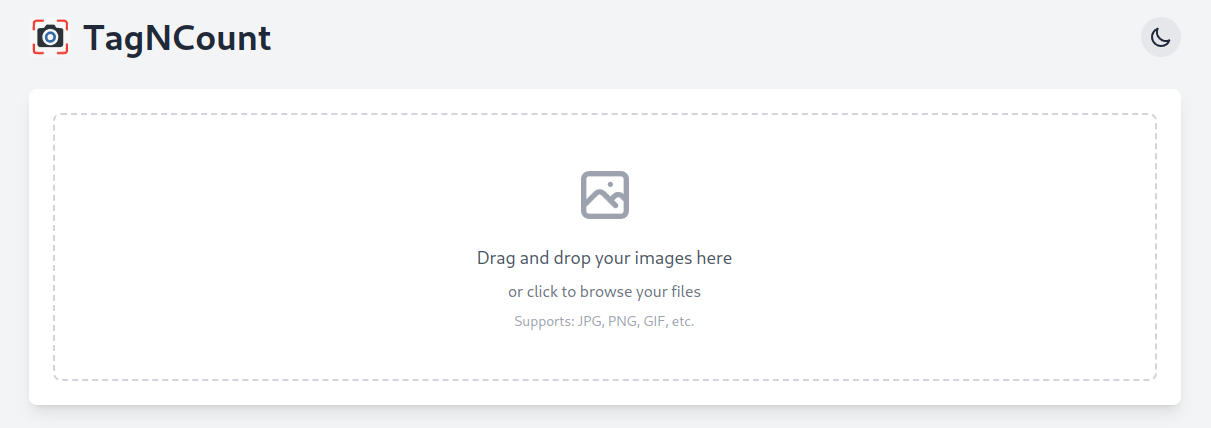 TagNCount
Drag and drop your images here
or click to browse your files
Supports: JPG, PNG, GIF, etc.